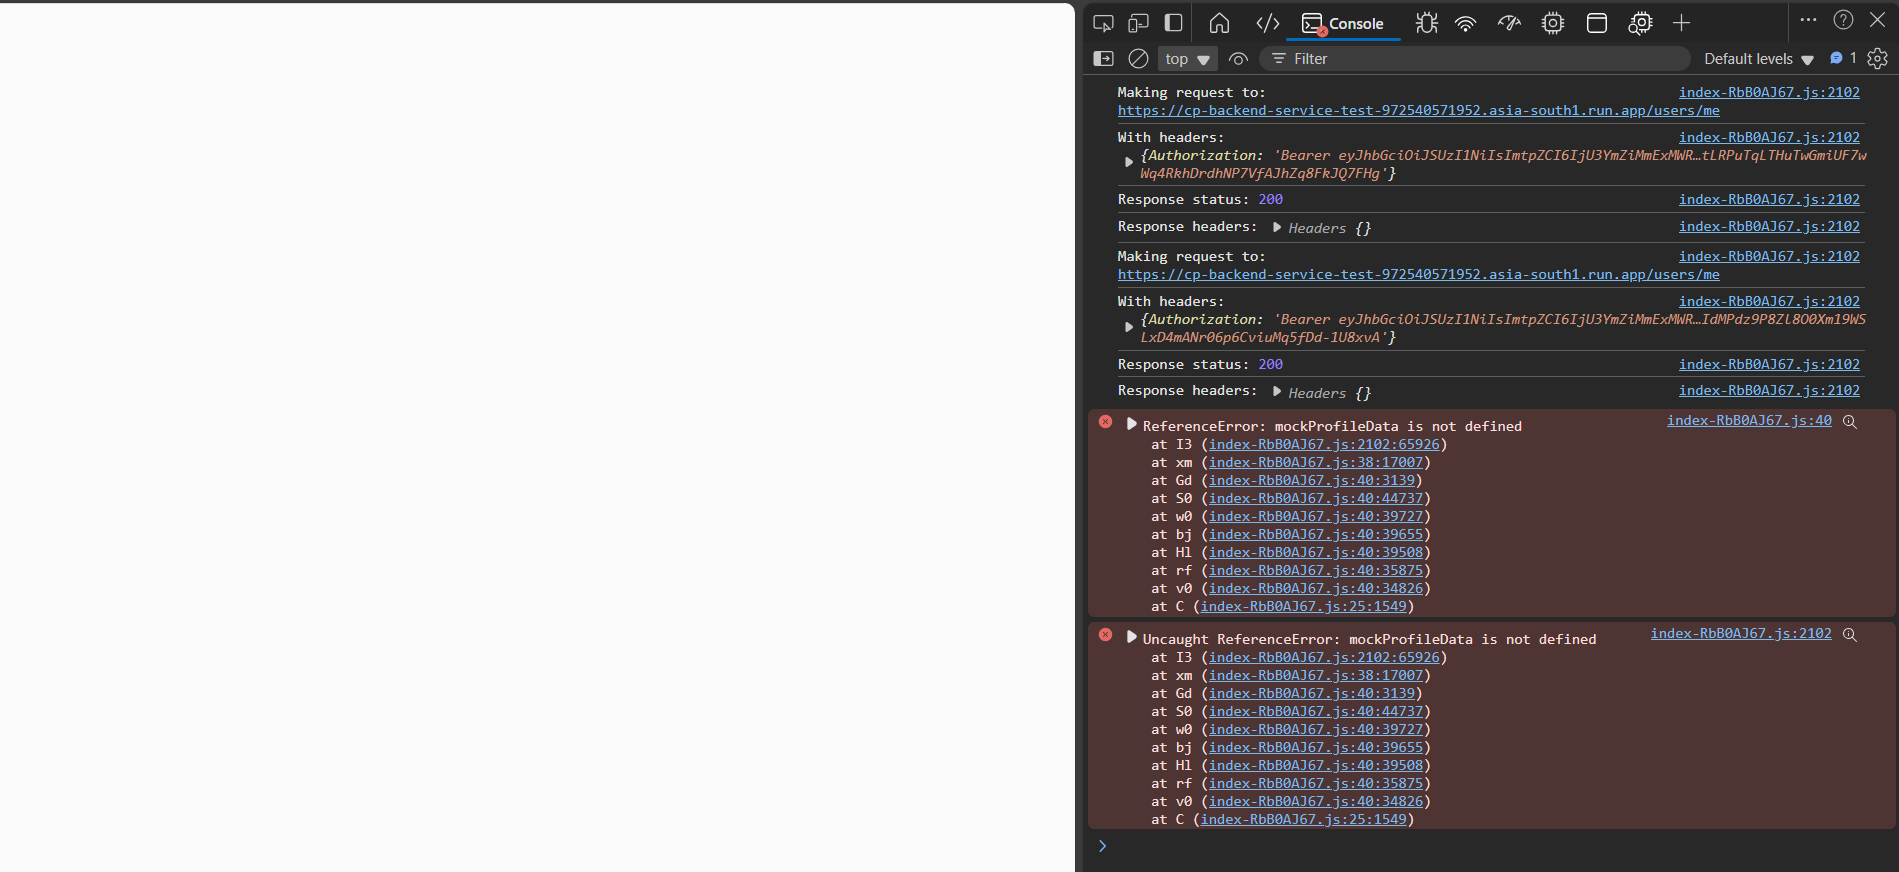 Console
top
Filter
Default levels
1
Making request to:
index-RbB0AJ67.js:2102
https://cp-backend-service-test-972540571952.asia-south1.run.app/users/me
With headers:
index-RbB0AJ67.js:2102
{Authorization: 'Bearer eyJhbGciOiJSUzI1NiIsImtpZCI6IjU3YmZiMmExMWR…tLRPuTqLTHuTwGmiUF7w
Wq4RkhDrdhNP7VfAJhZq8FkJQ7FHg'}
Response status: 200
index-RbB0AJ67.js:2102
Response headers: Headers {}
index-RbB0AJ67.js:2102
Making request to:
index-RbB0AJ67.js:2102
https://cp-backend-service-test-972540571952.asia-south1.run.app/users/me
With headers:
index-RbB0AJ67.js:2102
{Authorization: 'Bearer eyJhbGciOiJSUzI1NiIsImtpZCI6IjU3YmZiMmExMWR…IdMPdz9P8Zl8O0Xm19WS
LxD4mANr06p6CviuMq5fDd-1U8xvA'}
Response status: 200
index-RbB0AJ67.js:2102
Response headers: Headers {}
index-RbB0AJ67.js:2102
ReferenceError: mockProfileData is not defined
index-RbB0AJ67.js:40
at I3 (index-RbB0AJ67.js:2102:65926)
at xm (index-RbB0AJ67.js:38:17007)
at Gd (index-RbB0AJ67.js:40:3139)
at S0 (index-RbB0AJ67.js:40:44737)
at w0 (index-RbB0AJ67.js:40:39727)
at bj (index-RbB0AJ67.js:40:39655)
at Hl (index-RbB0AJ67.js:40:39508)
at rf (index-RbB0AJ67.js:40:35875)
at v0 (index-RbB0AJ67.js:40:34826)
at C (index-RbB0AJ67.js:25:1549)
Uncaught ReferenceError: mockProfileData is not defined
index-RbB0AJ67.js:2102
at I3 (index-RbB0AJ67.js:2102:65926)
at xm (index-RbB0AJ67.js:38:17007)
at Gd (index-RbB0AJ67.js:40:3139)
at S0 (index-RbB0AJ67.js:40:44737)
at w0 (index-RbB0AJ67.js:40:39727)
at bj (index-RbB0AJ67.js:40:39655)
at Hl (index-RbB0AJ67.js:40:39508)
at rf (index-RbB0AJ67.js:40:35875)
at v0 (index-RbB0AJ67.js:40:34826)
at C (index-RbB0AJ67.js:25:1549)